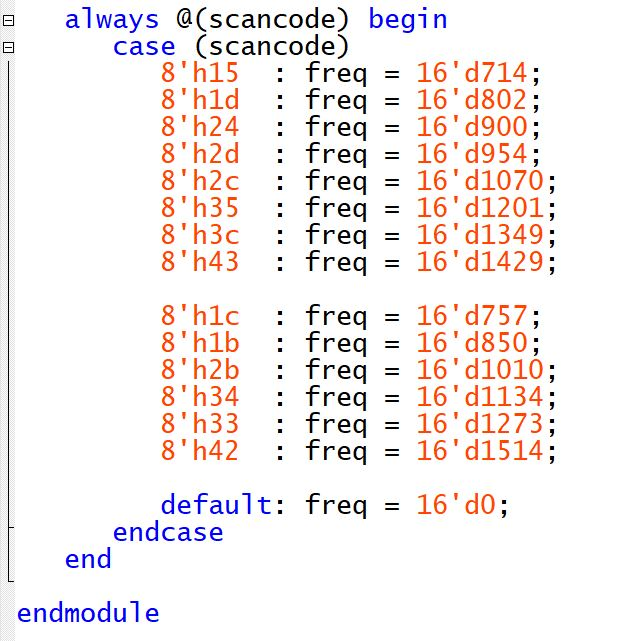 always @(scancode) begin
case (scancode)
8'h15 : freq = 16'd714;
8'h1d : freq = 16'd802;
8'h24 : freq = 16'd900;
8'h2d : freq = 16'd954;
8'h2c : freq = 16'd1070;
8'h35 : freq = 16'd1201;
8'h3c : freq = 16'd1349;
8'h43 : freq = 16'd1429;
8'h1c : freq = 16'd757;
8'h1b : freq = 16'd850;
8'h2b : freq = 16'd1010;
8'h34 : freq = 16'd1134;
8'h33 : freq = 16'd1273;
8'h42 : freq = 16'd1514;
default: freq = 16'd0;
endcase
end
endmodule